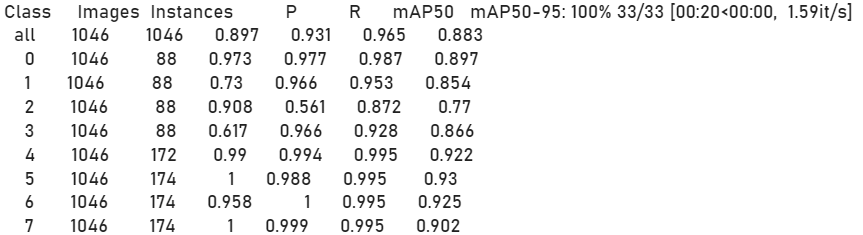 Class Images Instances P R mAP50 mAP50-95: 100% 33/33 [00:20<00:00, 1.59it/s]
all 1046 1046 0.897 0.931 0.965 0.883
0 1046 88 0.973 0.977 0.987 0.897
1 1046 88 0.73 0.966 0.953 0.854
2 1046 88 0.908 0.561 0.872 0.77
3 1046 88 0.617 0.966 0.928 0.866
4 1046 172 0.99 0.994 0.995 0.922
5 1046 174 1 0.988 0.995 0.93
6 1046 174 0.958 1 0.995 0.925
7 1046 174 1 0.999 0.995 0.902